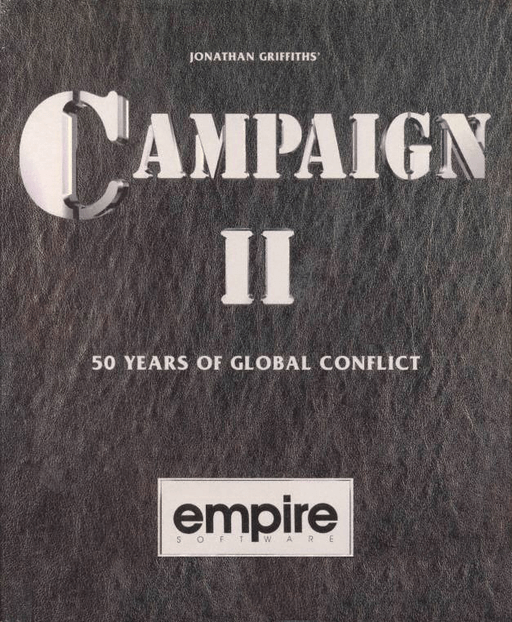 JONATHAN GRIFFITHS'
CAMPAIGN
II
50 YEARS OF GLOBAL CONFLICT
empire
SOFTWARE